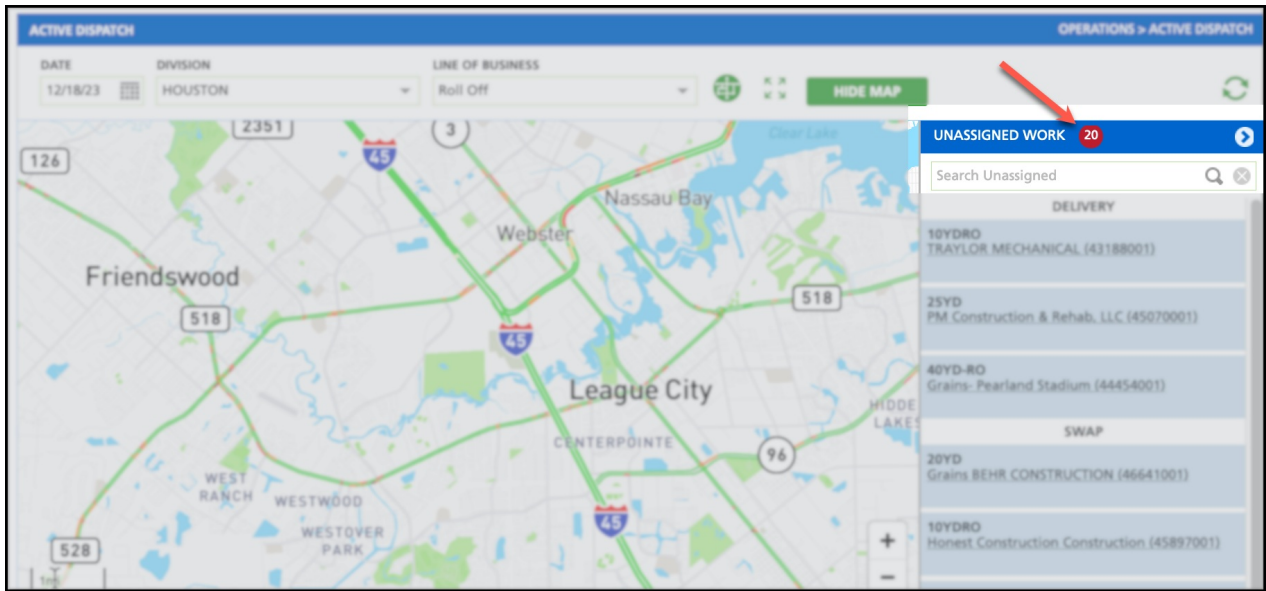 ACTIVE DISPATCH
OPERATIONS > ACTIVE DISPATCH
DATE
DIVISION
LINE OF BUSINESS
12/18/23
HOUSTON
Roll Off
HIDE MAP
UNASSIGNED WORK 20
Search Unassigned
DELIVERY
10YDRO
TRAYLOR MECHANICAL (43188001)
25YD
PM Construction & Rehab, LLC (45070001)
40YD-RO
Grains- Pearland Stadium (44454001)
SWAP
20YD
Grains BEHR CONSTRUCTION (46641001)
10YDRO
Honest Construction Construction (45897001)
2351
3
Clear Lake
45
126
Nassau Bay
Webster
Friendswood
518
518
45
League City
HIDDE
LAKES
CENTERPOINTE
96
WEST
RANCH
WESTWOOD
45
WESTOVER
PARK
528
+
−
1mi